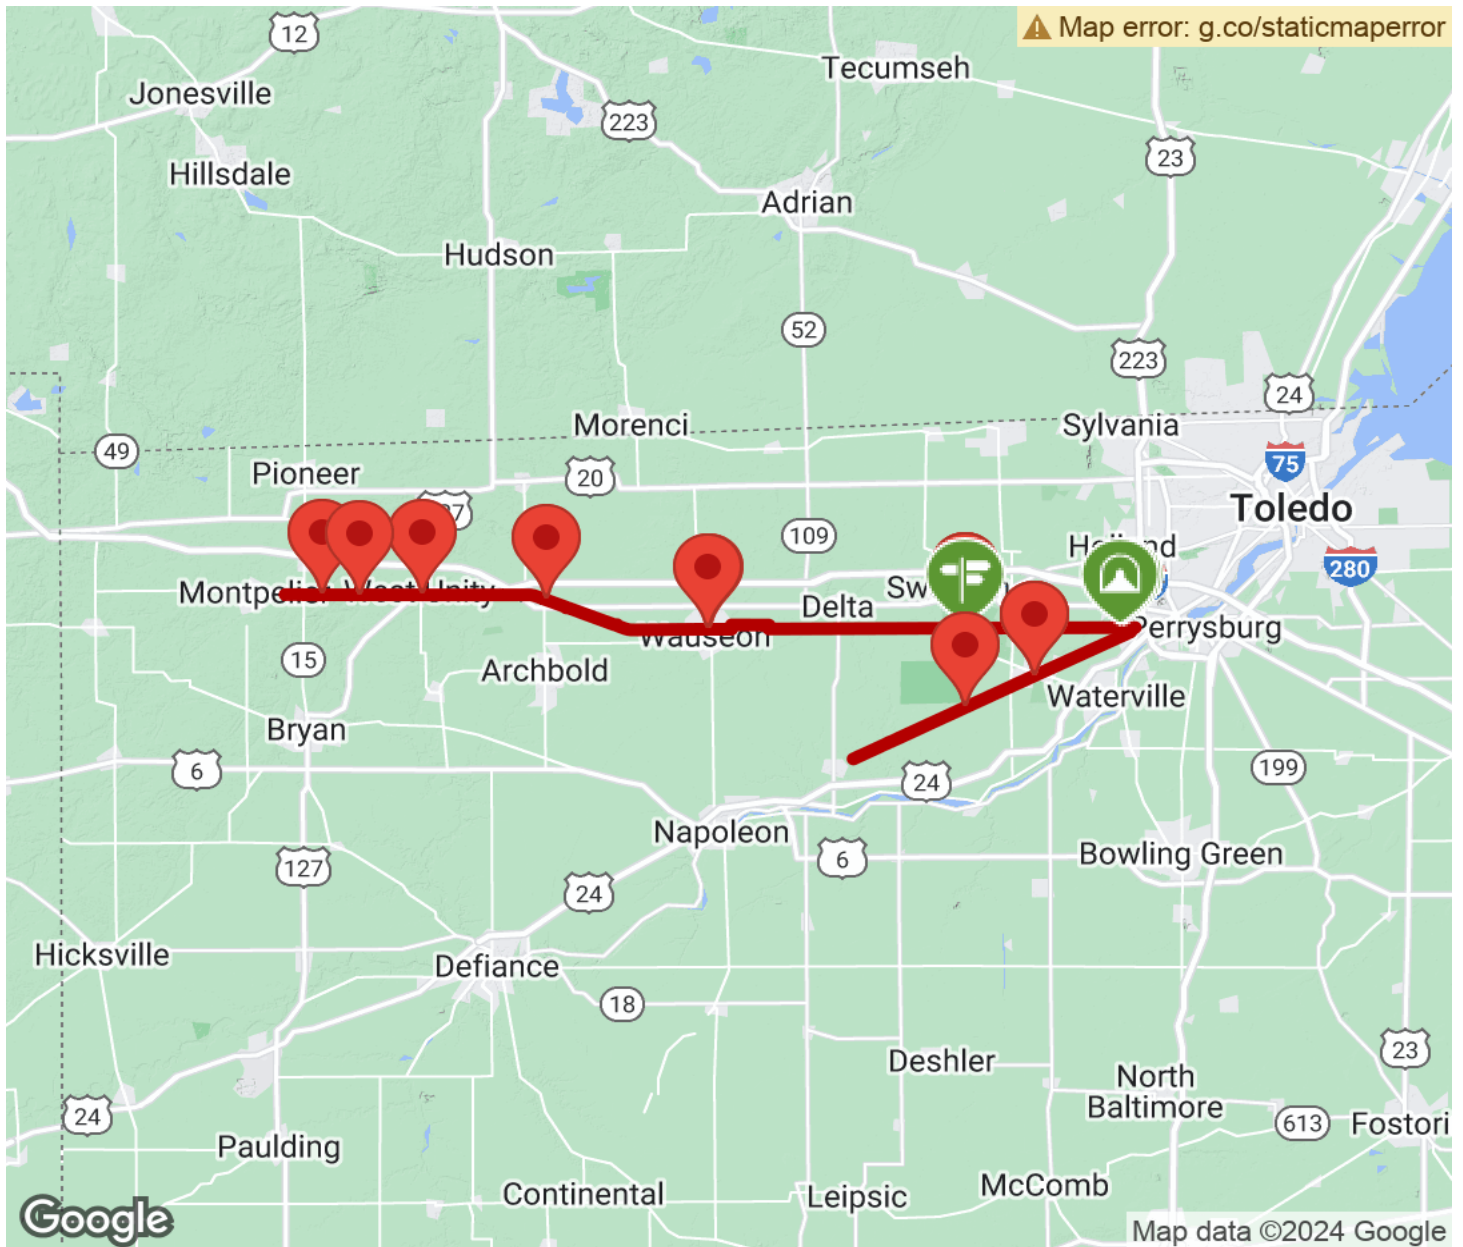 Map error: g.co/staticmaperror
12
Tecumseh
Jonesville
223
23
Hillsdale
Adrian
Hudson
52
223
24
Morenci
Sylvania
49
75
Pioneer
20
Toledo
109
280
Delta
Wauseon
Perrysburg
15
Archbold
Waterville
Bryan
6
199
24
Napoleon
6
Bowling Green
127
24
Hicksville
Defiance
18
23
Deshler
North
Baltimore
24
613
Paulding
Fostori
McComb
Continental
Leipsic
Google
Map data ©2024 Google